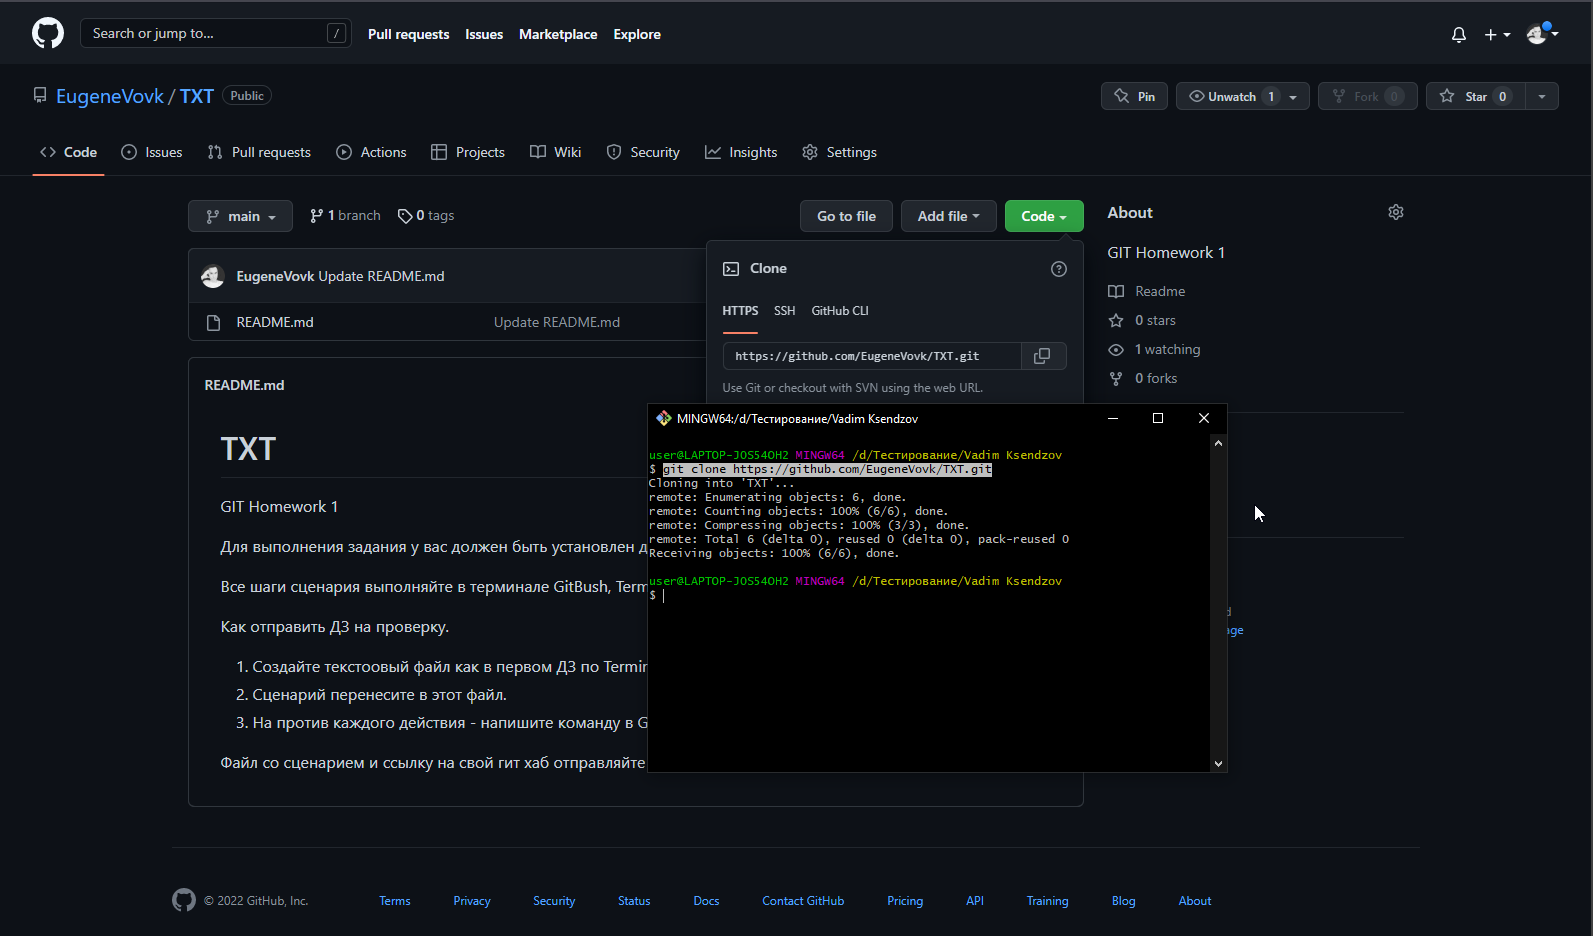 Search or jump to... /
Pull requests Issues Marketplace Explore
EugeneVovk / TXT Public
Pin
Unwatch 1
Fork 0
Star 0
Code Issues Pull requests Actions Projects Wiki Security Insights Settings
main 1 branch 0 tags
Go to file Add file Code
EugeneVovk Update README.md
README.md Update README.md
Clone
HTTPS SSH GitHub CLI
https://github.com/EugeneVovk/TXT.git
Use Git or checkout with SVN using the web URL.
About
GIT Homework 1
Readme
0 stars
1 watching
0 forks
README.md
TXT
GIT Homework 1
Для выполнения задания у вас должен быть установлен д
Все шаги сценария выполняйте в терминале GitBush, Term
Как отправить ДЗ на проверку.
1. Создайте текстоовый файл как в первом ДЗ по Termin
2. Сценарий перенесите в этот файл.
3. На против каждого действия - напишите команду в G
Файл со сценарием и ссылку на свой гит хаб отправляйте
MINGW64:/d/Тестирование/Vadim Ksendzov
user@LAPTOP-JOS54OH2 MINGW64 /d/Тестирование/Vadim Ksendzov
$ git clone https://github.com/EugeneVovk/TXT.git
Cloning into 'TXT'...
remote: Enumerating objects: 6, done.
remote: Counting objects: 100% (6/6), done.
remote: Compressing objects: 100% (3/3), done.
remote: Total 6 (delta 0), reused 0 (delta 0), pack-reused 0
Receiving objects: 100% (6/6), done.
user@LAPTOP-JOS54OH2 MINGW64 /d/Тестирование/Vadim Ksendzov
$
d
age
© 2022 GitHub, Inc. Terms Privacy Security Status Docs Contact GitHub Pricing API Training Blog About